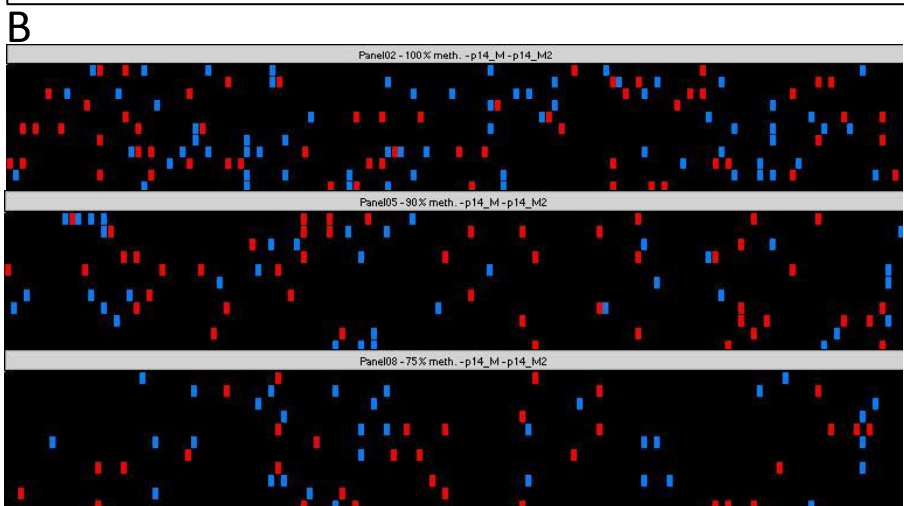 B
Panel02 - 100% meth. -p14_M -p14_M2
Panel05 - 90% meth. -p14_M -p14_M2
Panel08 - 75% meth. -p14_M -p14_M2